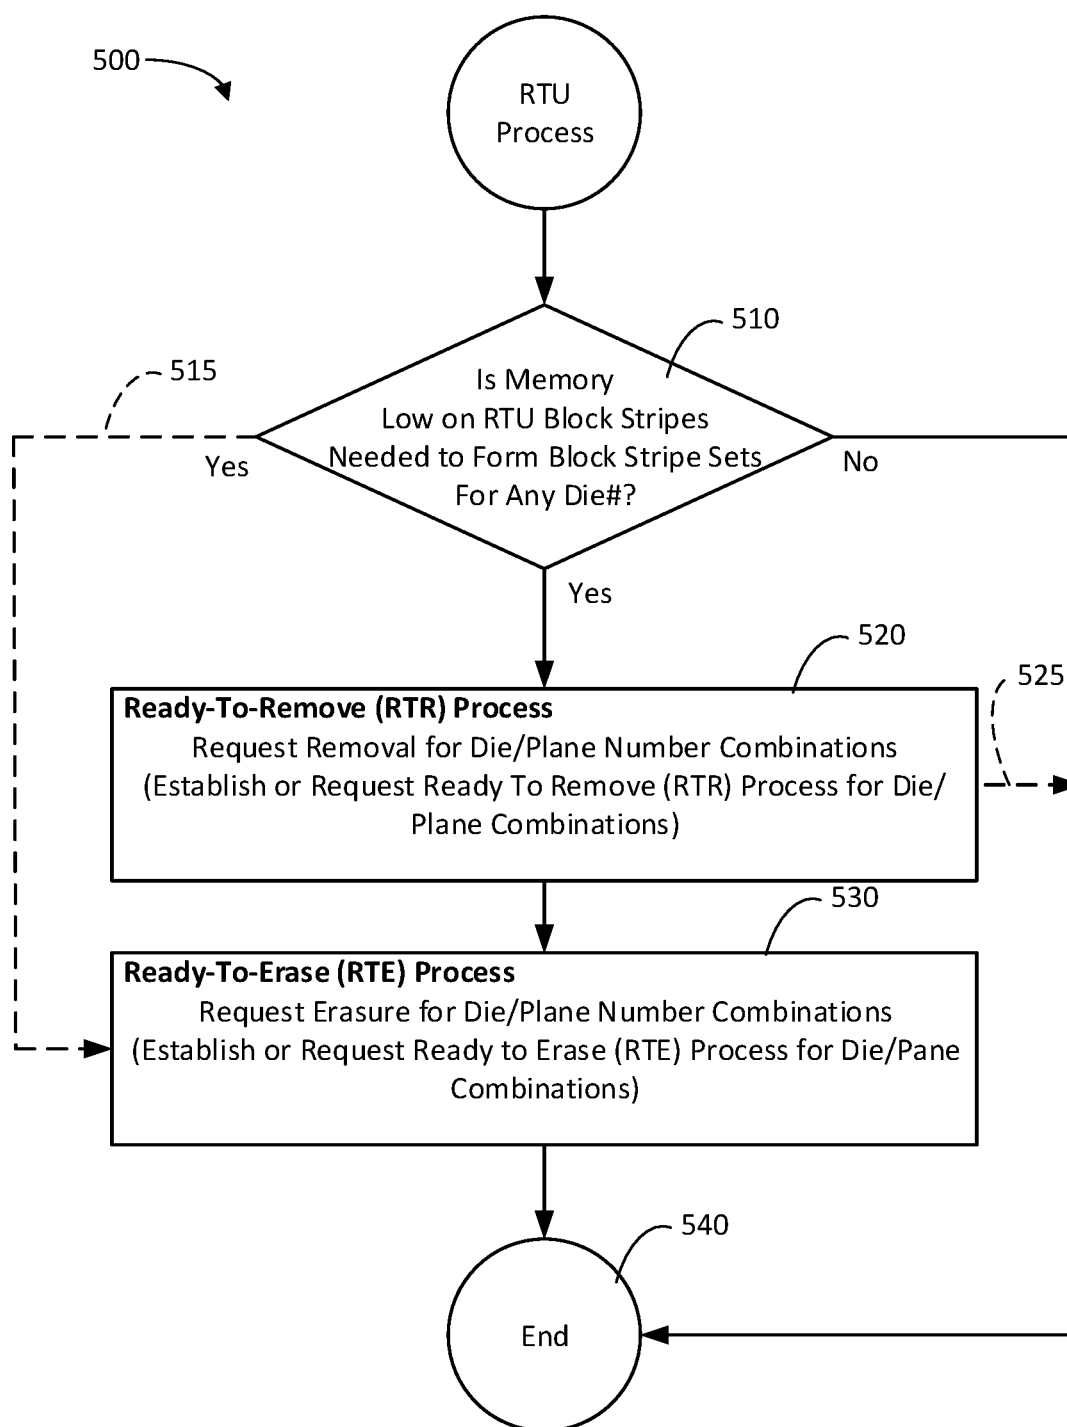 500
RTU
Process
510
515
Is Memory
Low on RTU Block Stripes
Needed to Form Block Stripe Sets
For Any Die#?
Yes
No
Yes
520
525
Ready-To-Remove (RTR) Process
Request Removal for Die/Plane Number Combinations
(Establish or Request Ready To Remove (RTR) Process for Die/
Plane Combinations)
530
Ready-To-Erase (RTE) Process
Request Erasure for Die/Plane Number Combinations
(Establish or Request Ready to Erase (RTE) Process for Die/Pane
Combinations)
540
End